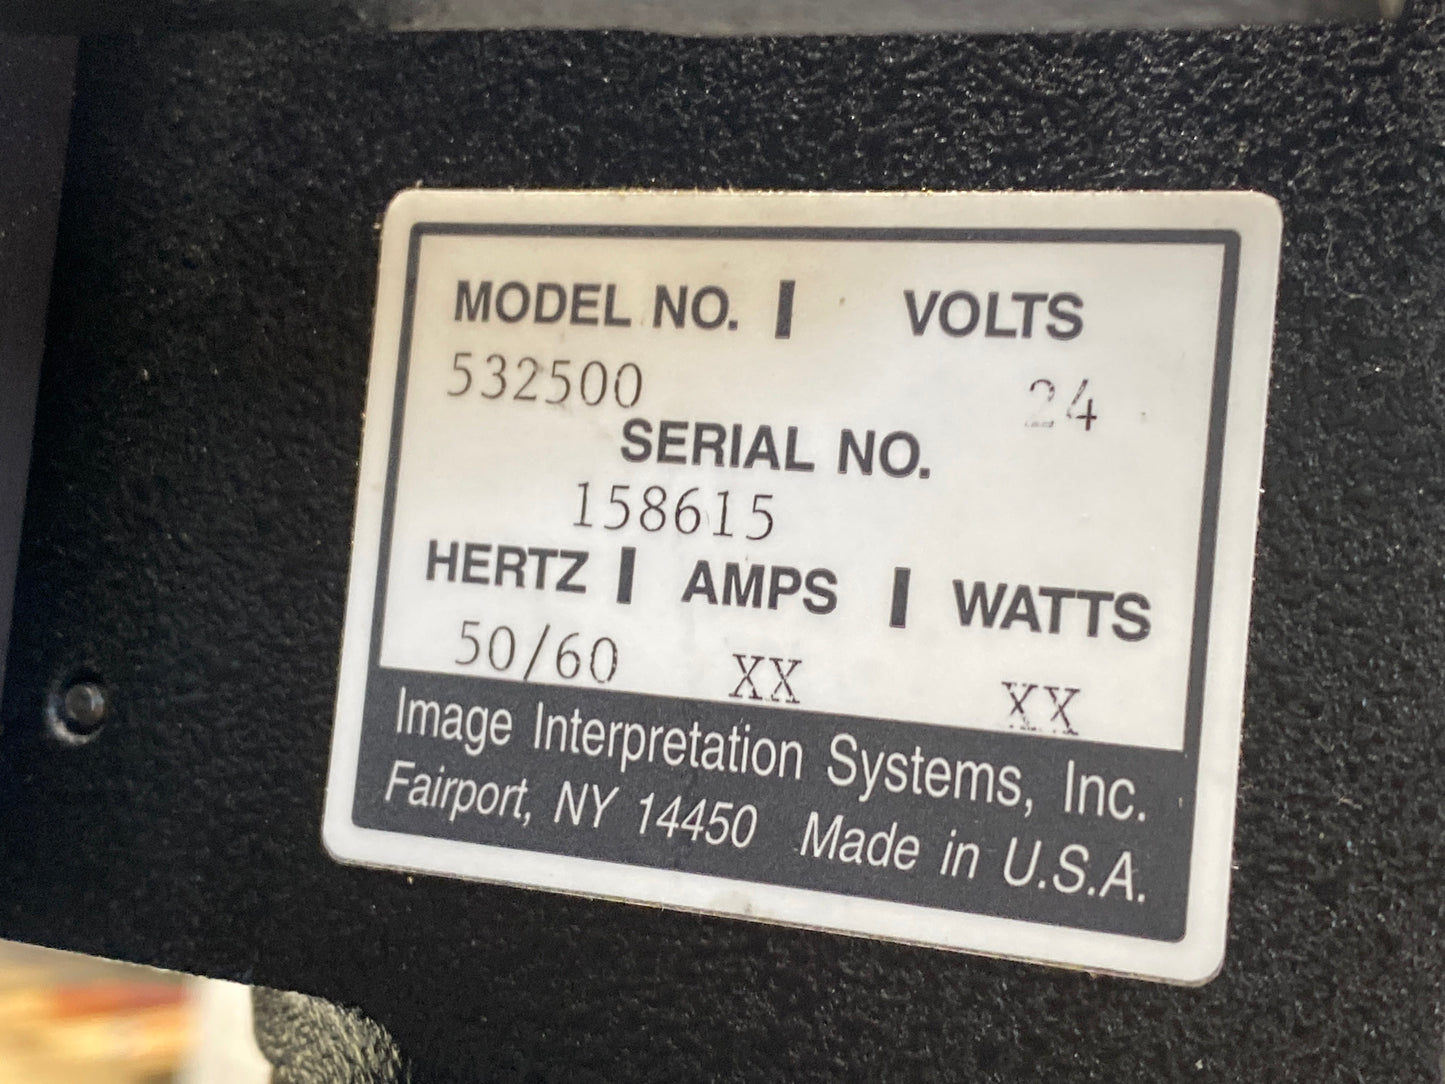 MODEL NO. | VOLTS
532500 24
SERIAL NO.
158615
HERTZ | AMPS | WATTS
50/60 XX XX
Image Interpretation Systems, Inc.
Fairport, NY 14450 Made in U.S.A.